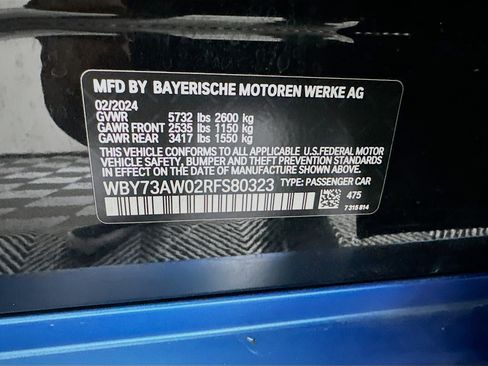 MFD BY BAYERISCHE MOTOREN WERKE AG
02/2024
GVWR 5732 lbs 2600 kg
GAWR FRONT 2535 lbs 1150 kg
GAWR REAR 3417 lbs 1550 kg
THIS VEHICLE CONFORMS TO ALL APPLICABLE U.S.FEDERAL MOTOR
VEHICLE SAFETY, BUMPER AND THEFT PREVENTION STANDARDS
IN EFFECT ON THE DATE OF MANUFACTURE SHOWN ABOVE.
WBY73AW02RFS80323 TYPE: PASSENGER CAR
475
7 315 814